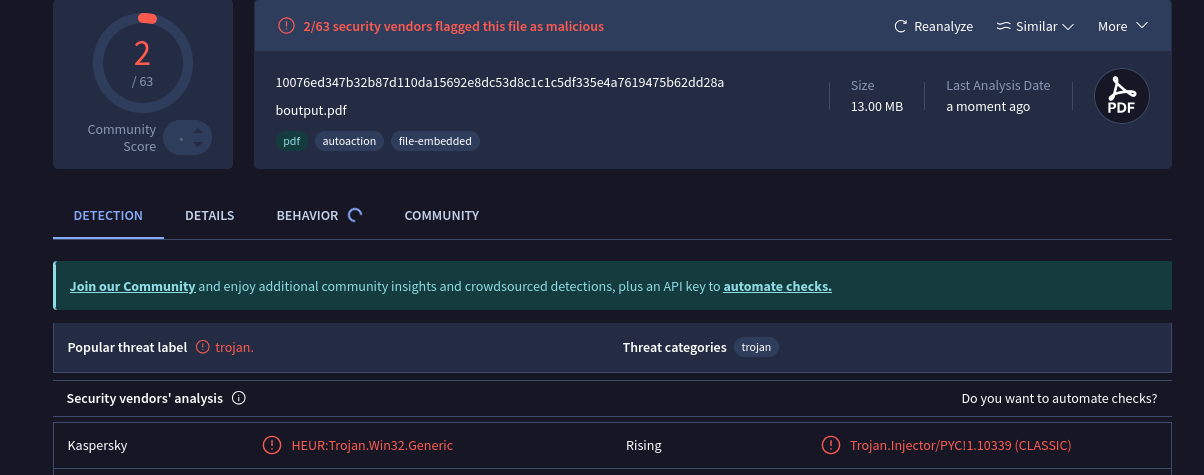 2/63 security vendors flagged this file as malicious
Reanalyze
Similar
More
2
/ 63
Community
Score
10076ed347b32b87d110da15692e8dc53d8c1c1c5df335e4a7619475b62dd28a
boutput.pdf
pdf
autoaction
file-embedded
Size
13.00 MB
Last Analysis Date
a moment ago
PDF
DETECTION
DETAILS
BEHAVIOR
COMMUNITY
Join our Community and enjoy additional community insights and crowdsourced detections, plus an API key to automate checks.
Popular threat label
trojan.
Threat categories
trojan
Security vendors' analysis
Do you want to automate checks?
Kaspersky
HEUR:Trojan.Win32.Generic
Rising
Trojan.Injector/PYC!1.10339 (CLASSIC)